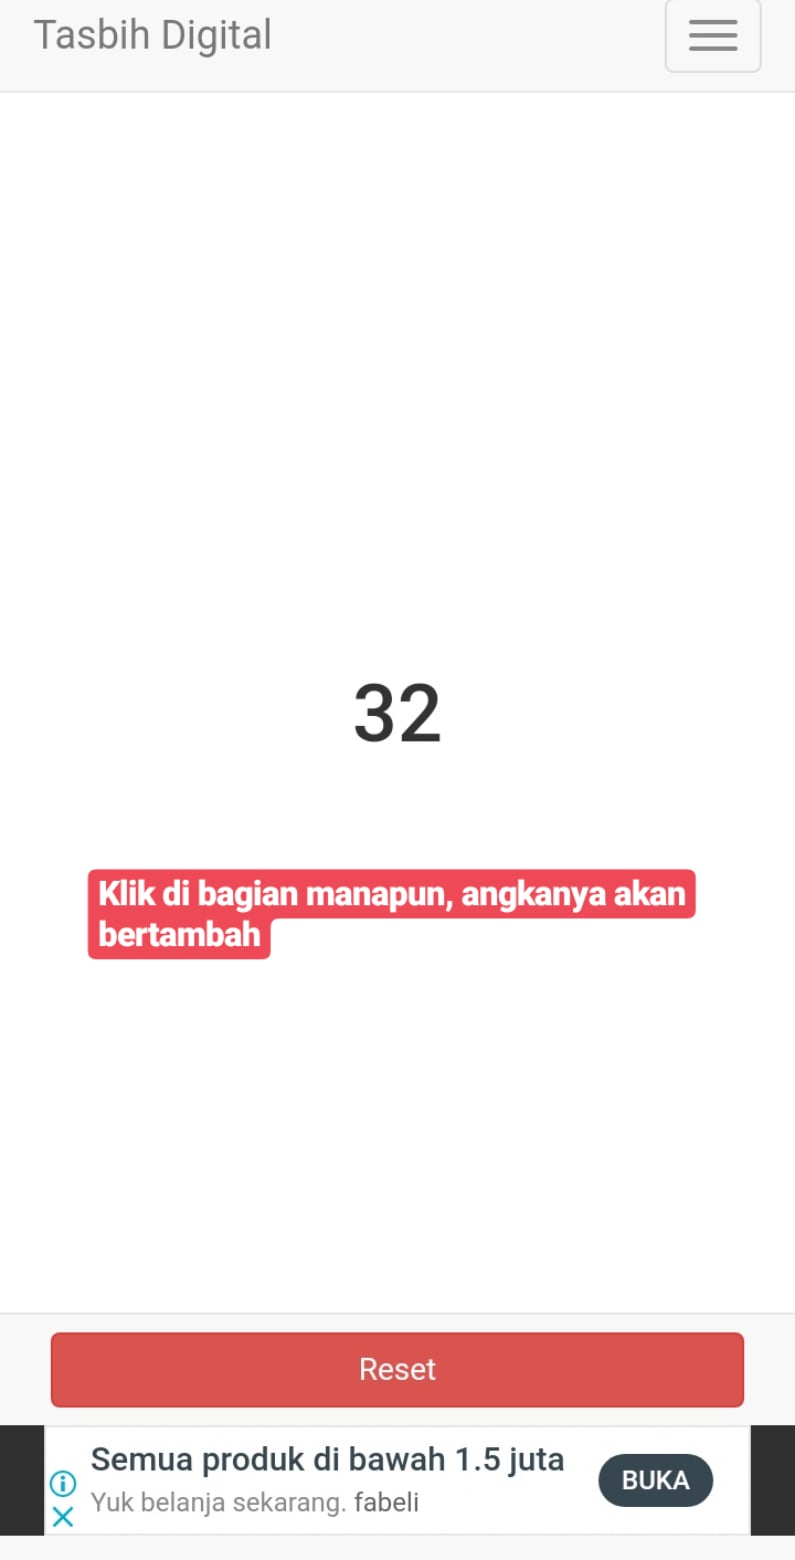 Tasbih Digital
32
Klik di bagian manapun, angkanya akan
bertambah
Reset
Semua produk di bawah 1.5 juta
Yuk belanja sekarang. fabeli
BUKA